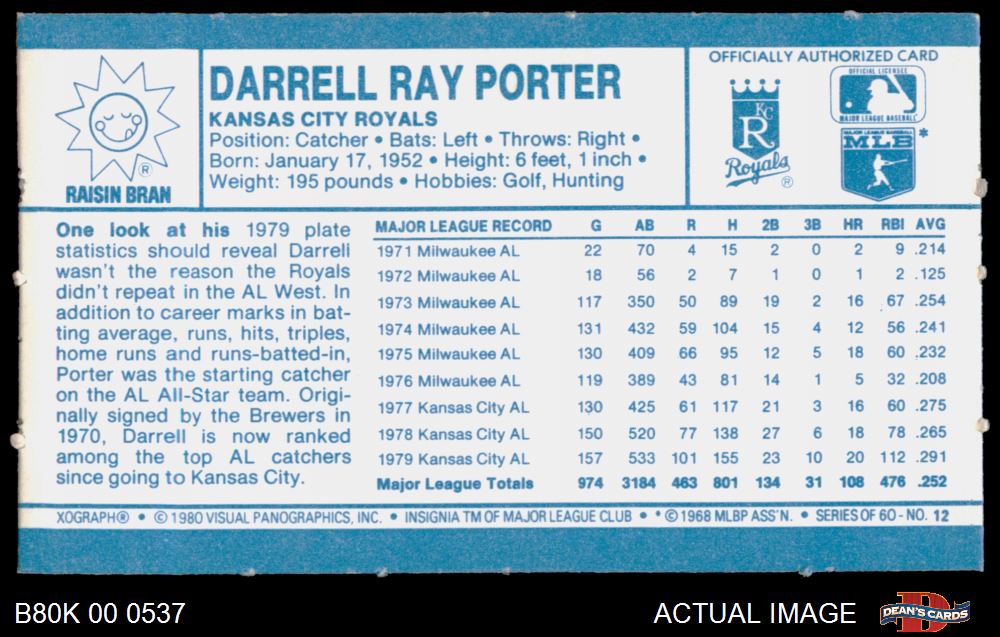 RAISIN BRAN
®
DARRELL RAY PORTER
KANSAS CITY ROYALS
Position: Catcher • Bats: Left • Throws: Right •
Born: January 17, 1952 • Height: 6 feet, 1 inch •
Weight: 195 pounds • Hobbies: Golf, Hunting
OFFICIALLY AUTHORIZED CARD
KC
R
Royals
®
OFFICIAL LICENSEE
MAJOR LEAGUE BASEBALL
MAJOR LEAGUE BASEBALL
MLB *
One look at his 1979 plate
statistics should reveal Darrell
wasn't the reason the Royals
didn't repeat in the AL West. In
addition to career marks in bat-
ting average, runs, hits, triples,
home runs and runs-batted-in,
Porter was the starting catcher
on the AL All-Star team. Origi-
nally signed by the Brewers in
1970, Darrell is now ranked
among the top AL catchers
since going to Kansas City.
MAJOR LEAGUE RECORD G AB R H 2B 3B HR RBI AVG
1971 Milwaukee AL 22 70 4 15 2 0 2 9 .214
1972 Milwaukee AL 18 56 2 7 1 0 1 2 .125
1973 Milwaukee AL 117 350 50 89 19 2 16 67 .254
1974 Milwaukee AL 131 432 59 104 15 4 12 56 .241
1975 Milwaukee AL 130 409 66 95 12 5 18 60 .232
1976 Milwaukee AL 119 389 43 81 14 1 5 32 .208
1977 Kansas City AL 130 425 61 117 21 3 16 60 .275
1978 Kansas City AL 150 520 77 138 27 6 18 78 .265
1979 Kansas City AL 157 533 101 155 23 10 20 112 .291
Major League Totals 974 3184 463 801 134 31 108 476 .252
XOGRAPH® • © 1980 VISUAL PANOGRAPHICS, INC. • INSIGNIA TM OF MAJOR LEAGUE CLUB • * © 1968 MLBP ASS'N. • SERIES OF 60 - NO. 12
B80K 00 0537
ACTUAL IMAGE
D
DEAN'S CARDS